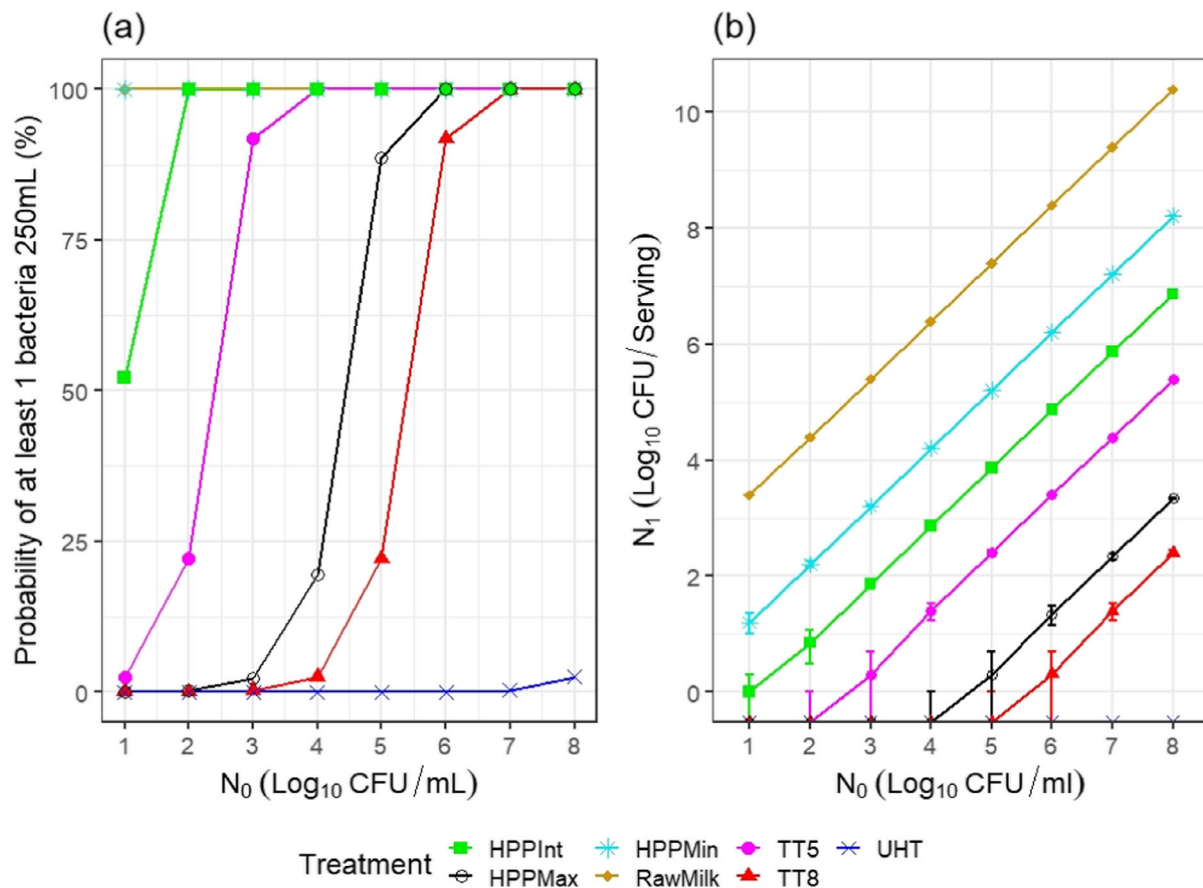 (a)
(b)
Probability of at least 1 bacteria 250mL (%)
100
75
50
25
0
1 2 3 4 5 6 7 8
N₀ (Log₁₀ CFU/mL)
N₁ (Log₁₀ CFU/Serving)
10
8
6
4
2
0
1 2 3 4 5 6 7 8
N₀ (Log₁₀ CFU/ml)
Treatment
HPPInt HPPMin TT5 UHT
HPPMax RawMilk TT8